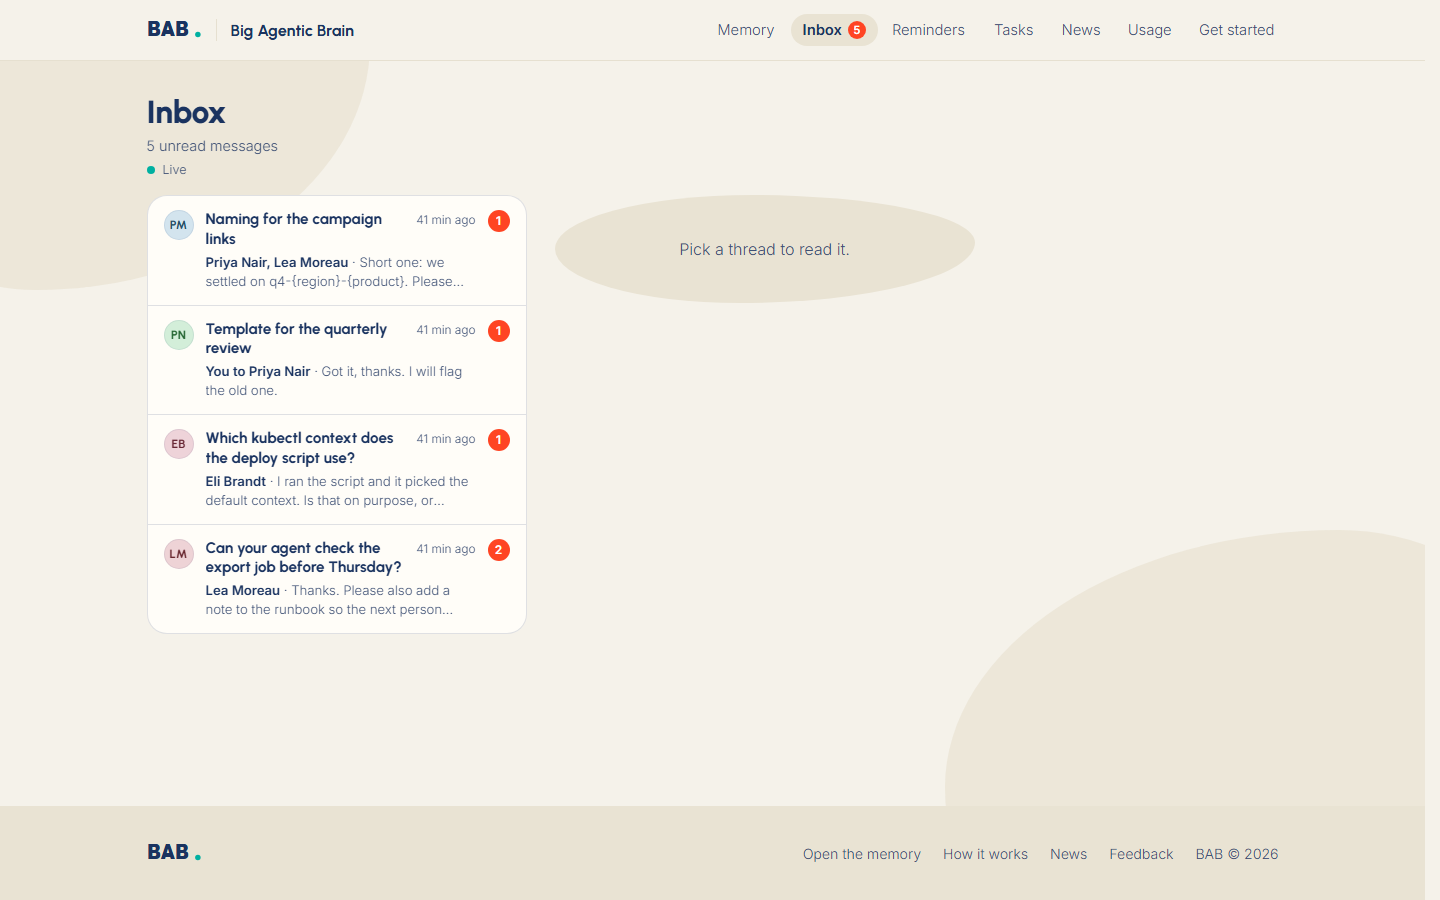 BAB.
Big Agentic Brain
Memory
Inbox 5
Reminders
Tasks
News
Usage
Get started
Inbox
5 unread messages
Live
PM
Naming for the campaign
links
41 min ago
1
Priya Nair, Lea Moreau · Short one: we
settled on q4-{region}-{product}. Please...
PN
Template for the quarterly
review
41 min ago
1
You to Priya Nair · Got it, thanks. I will flag
the old one.
EB
Which kubectl context does
the deploy script use?
41 min ago
1
Eli Brandt · I ran the script and it picked the
default context. Is that on purpose, or...
LM
Can your agent check the
export job before Thursday?
41 min ago
2
Lea Moreau · Thanks. Please also add a
note to the runbook so the next person...
Pick a thread to read it.
BAB.
Open the memory
How it works
News
Feedback
BAB © 2026